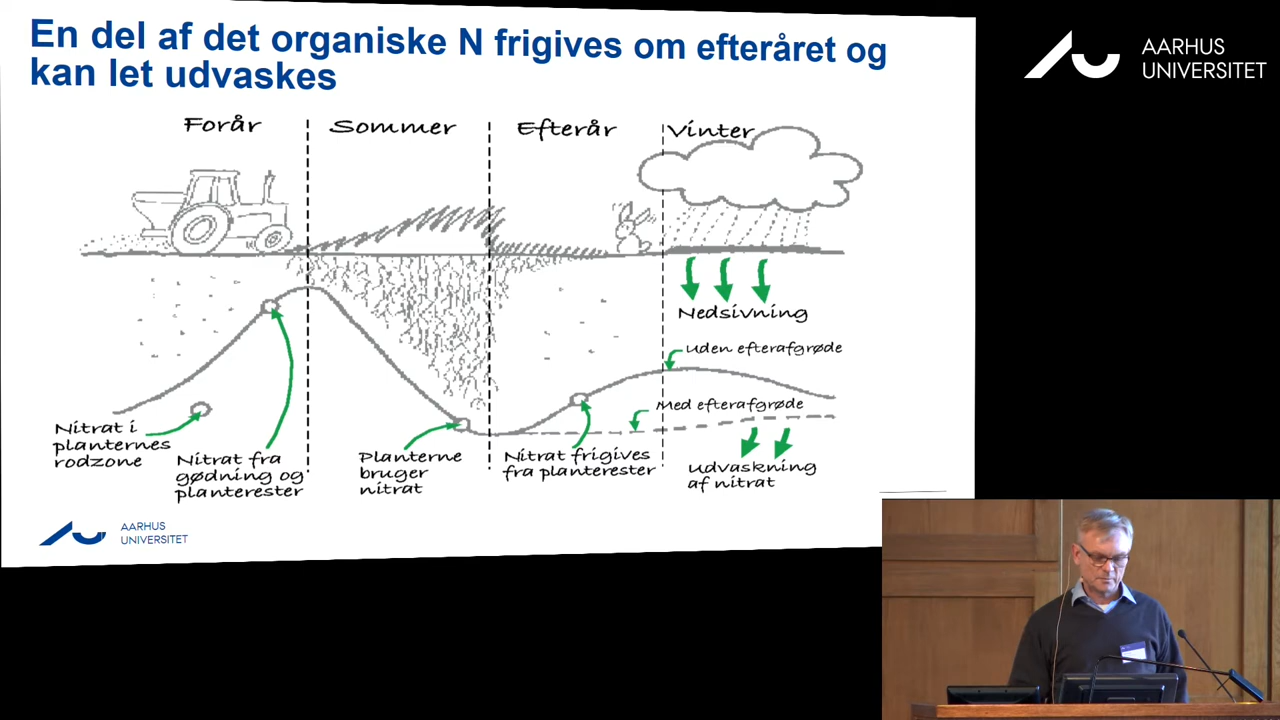 En del af det organiske N frigives om efteråret og
kan let udvaskes
AARHUS
UNIVERSITET
Forår
Sommer
Efterår
Vinter
Nedsivning
Uden efterafgrøde
Med efterafgrøde
Nitrat i
planternes
rodzone
Nitrat fra
gødning og
planterester
Planterne
bruger
nitrat
Nitrat frigives
fra planterester
Udvaskning
af nitrat
AARHUS
UNIVERSITET